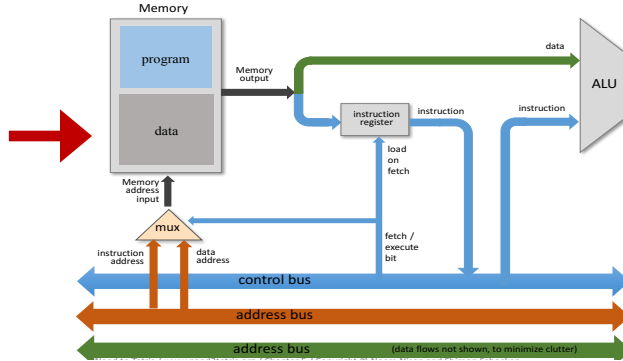 Memory
program
data
Memory
output
data
ALU
instruction
register
instruction
instruction
load
on
fetch
Memory
address
input
mux
instruction
address
data
address
fetch /
execute
bit
control bus
address bus
address bus
(data flows not shown, to minimize clutter)